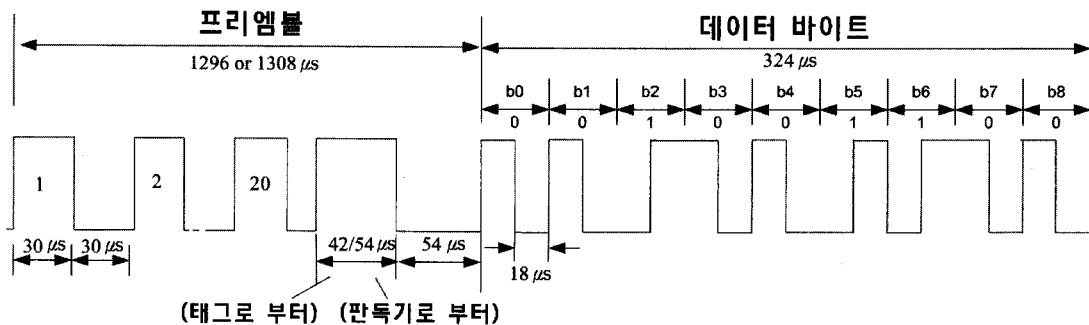 프리엠블
데이터 바이트
1296 or 1308 μs
324 μs
b0 b1 b2 b3 b4 b5 b6 b7 b8
0 0 1 0 0 1 1 0 0
1 2 20
30 μs 30 μs 42/54 μs 54 μs
18 μs
(태그로 부터) (판독기로 부터)